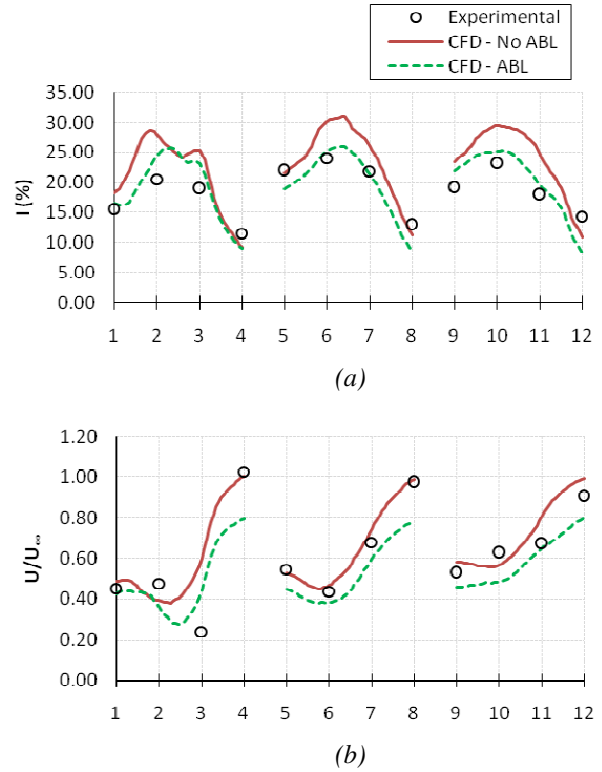 Experimental
CFD - No ABL
CFD - ABL
35.00
30.00
25.00
20.00
15.00
10.00
5.00
0.00
I (%)
1 2 3 4 5 6 7 8 9 10 11 12
(a)
1.20
1.00
0.80
0.60
0.40
0.20
0.00
U/U∞
1 2 3 4 5 6 7 8 9 10 11 12
(b)